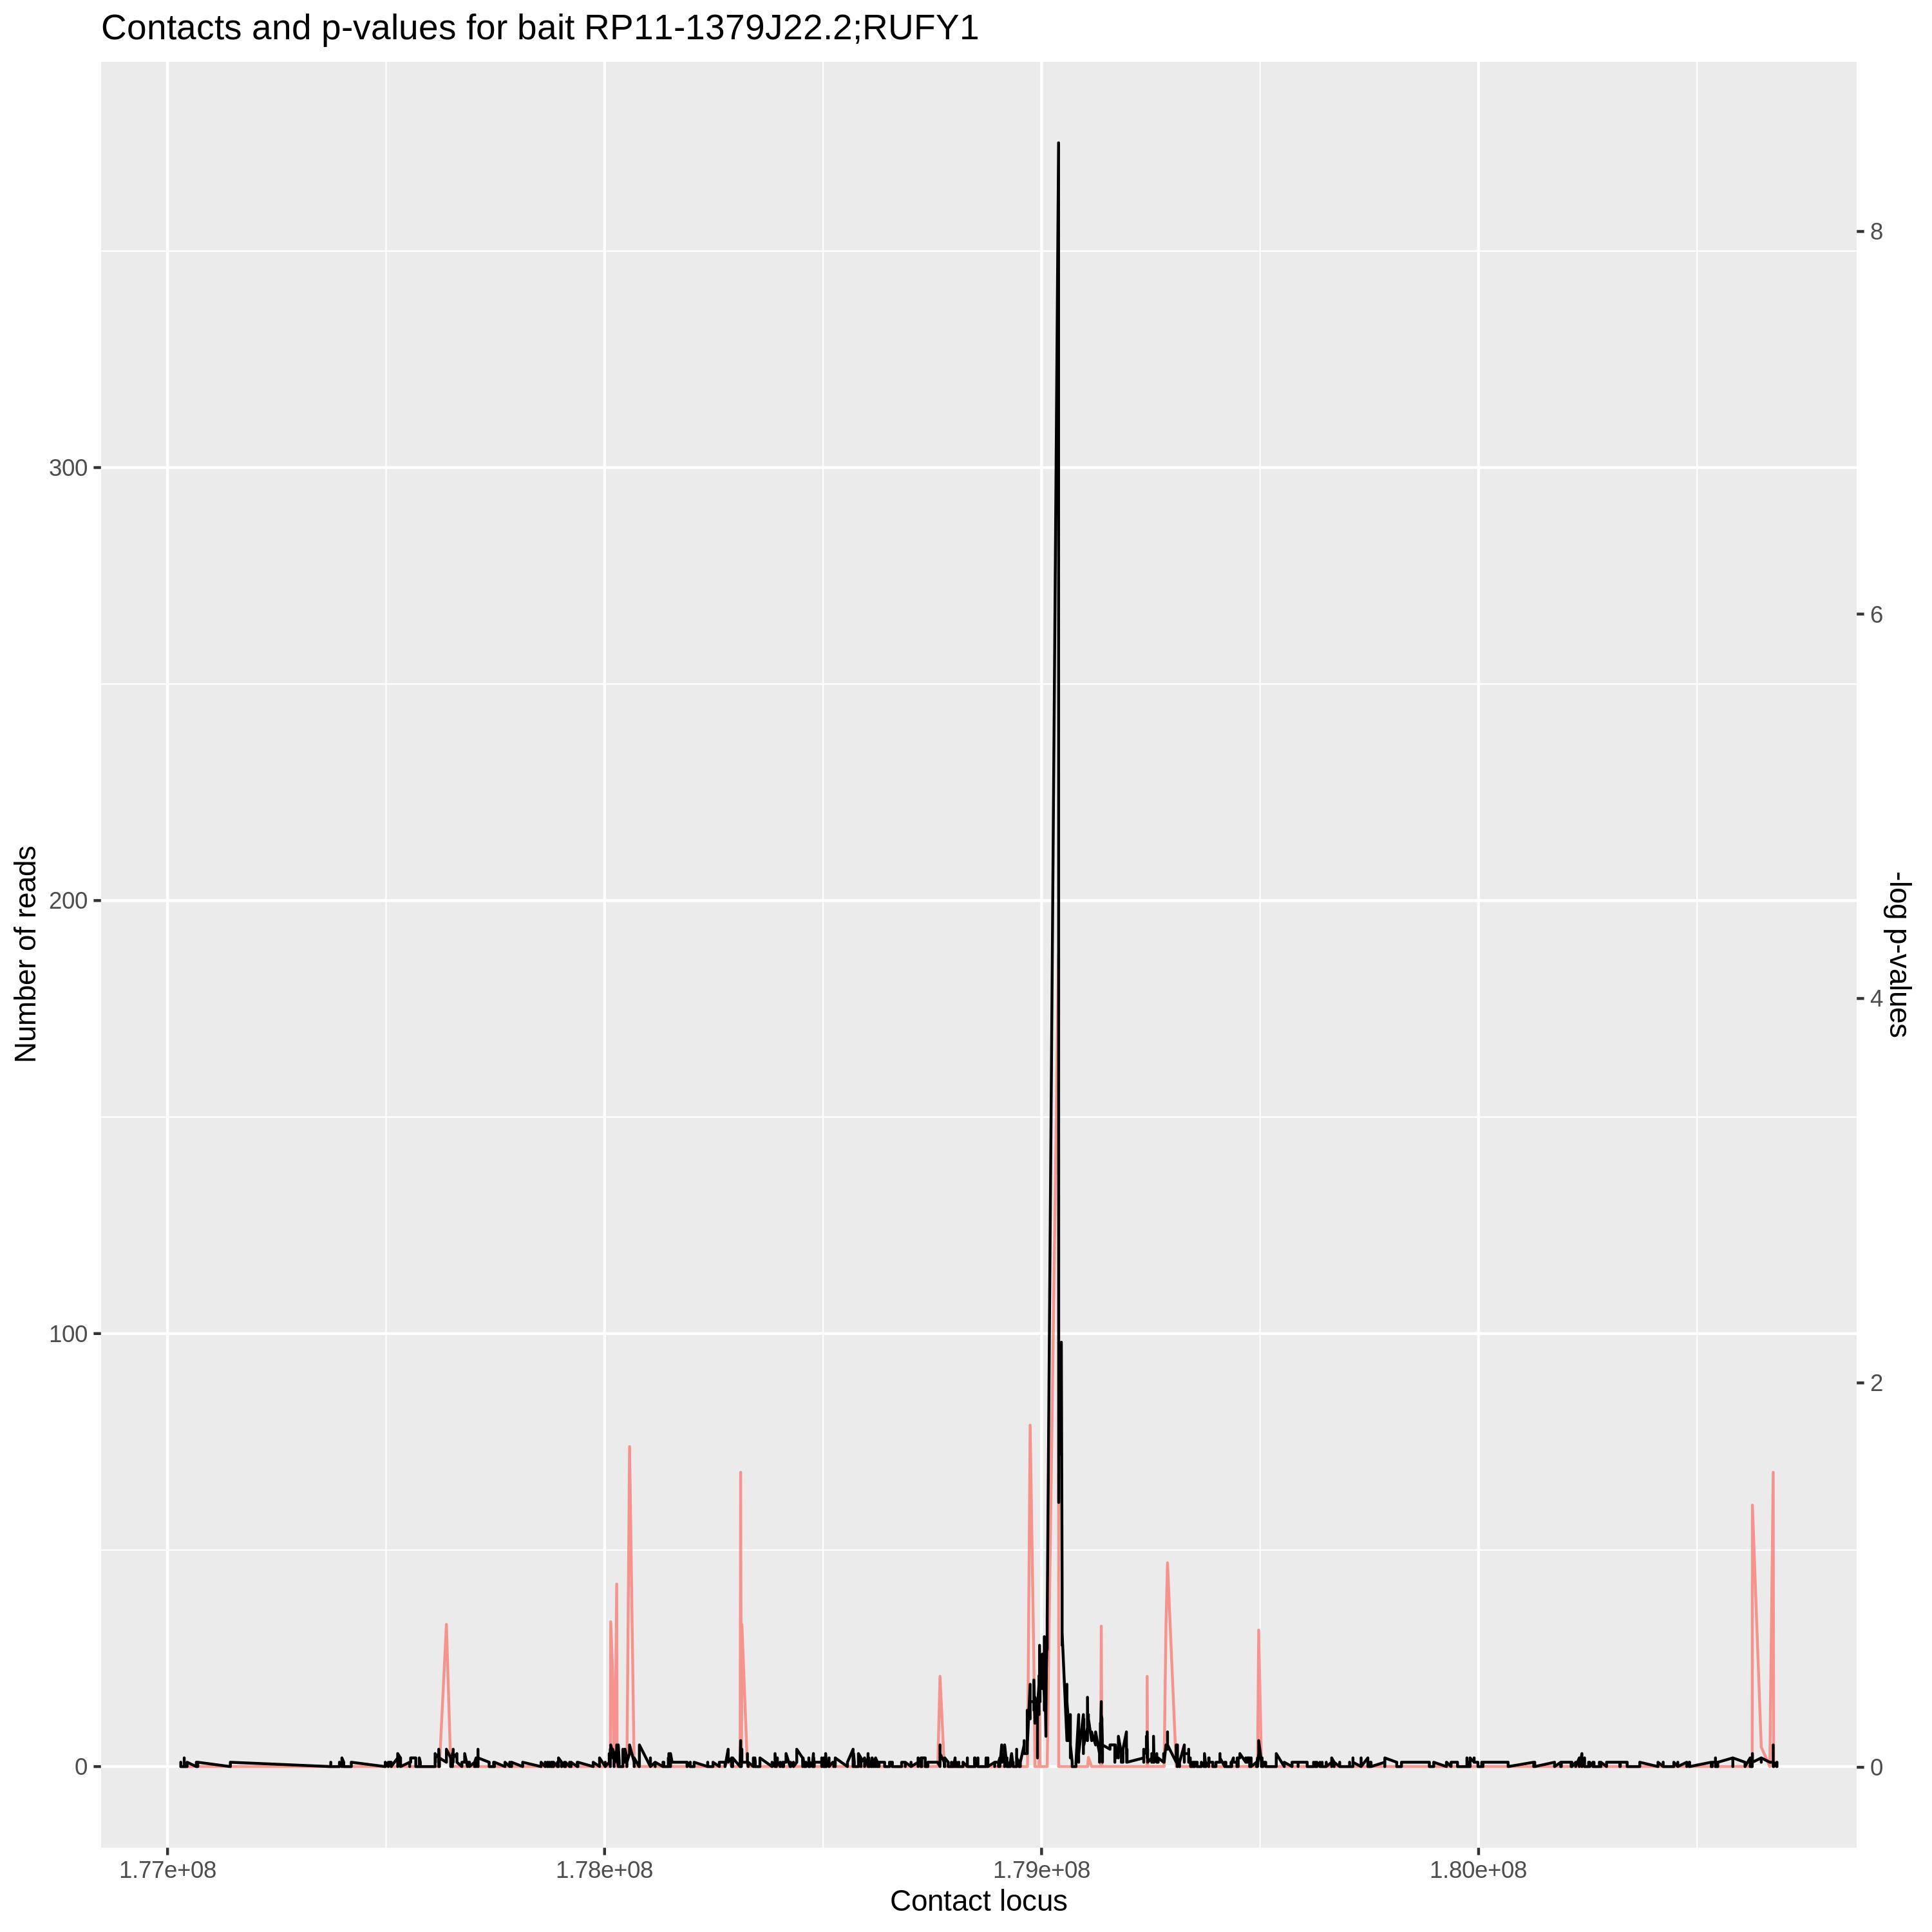 Contacts and p-values for bait RP11-1379J22.2;RUFY1
Number of reads
300
200
100
0
8
6
4
2
0
-log p-values
1.77e+08 1.78e+08 1.79e+08 1.80e+08
Contact locus